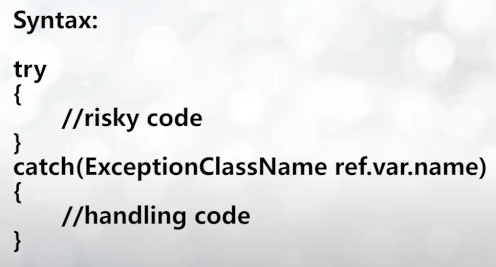 Syntax:
try
{
//risky code
}
catch(ExceptionClassName ref.var.name)
{
//handling code
}